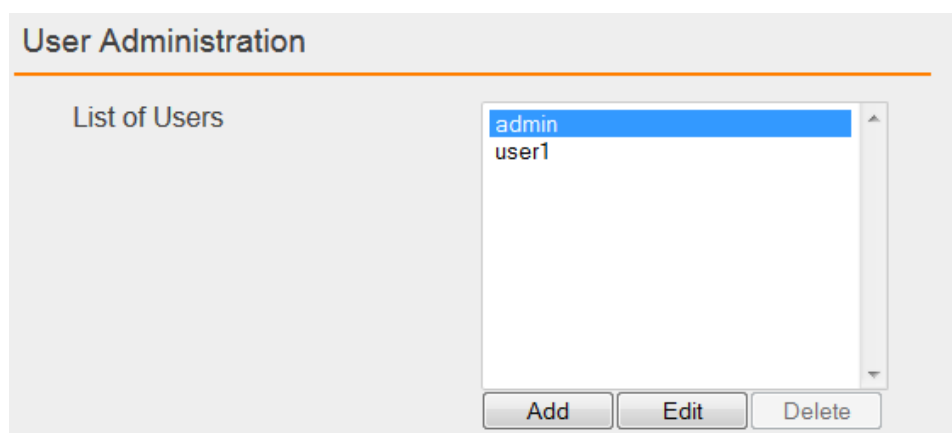 User Administration
List of Users
admin
user1
Add Edit Delete